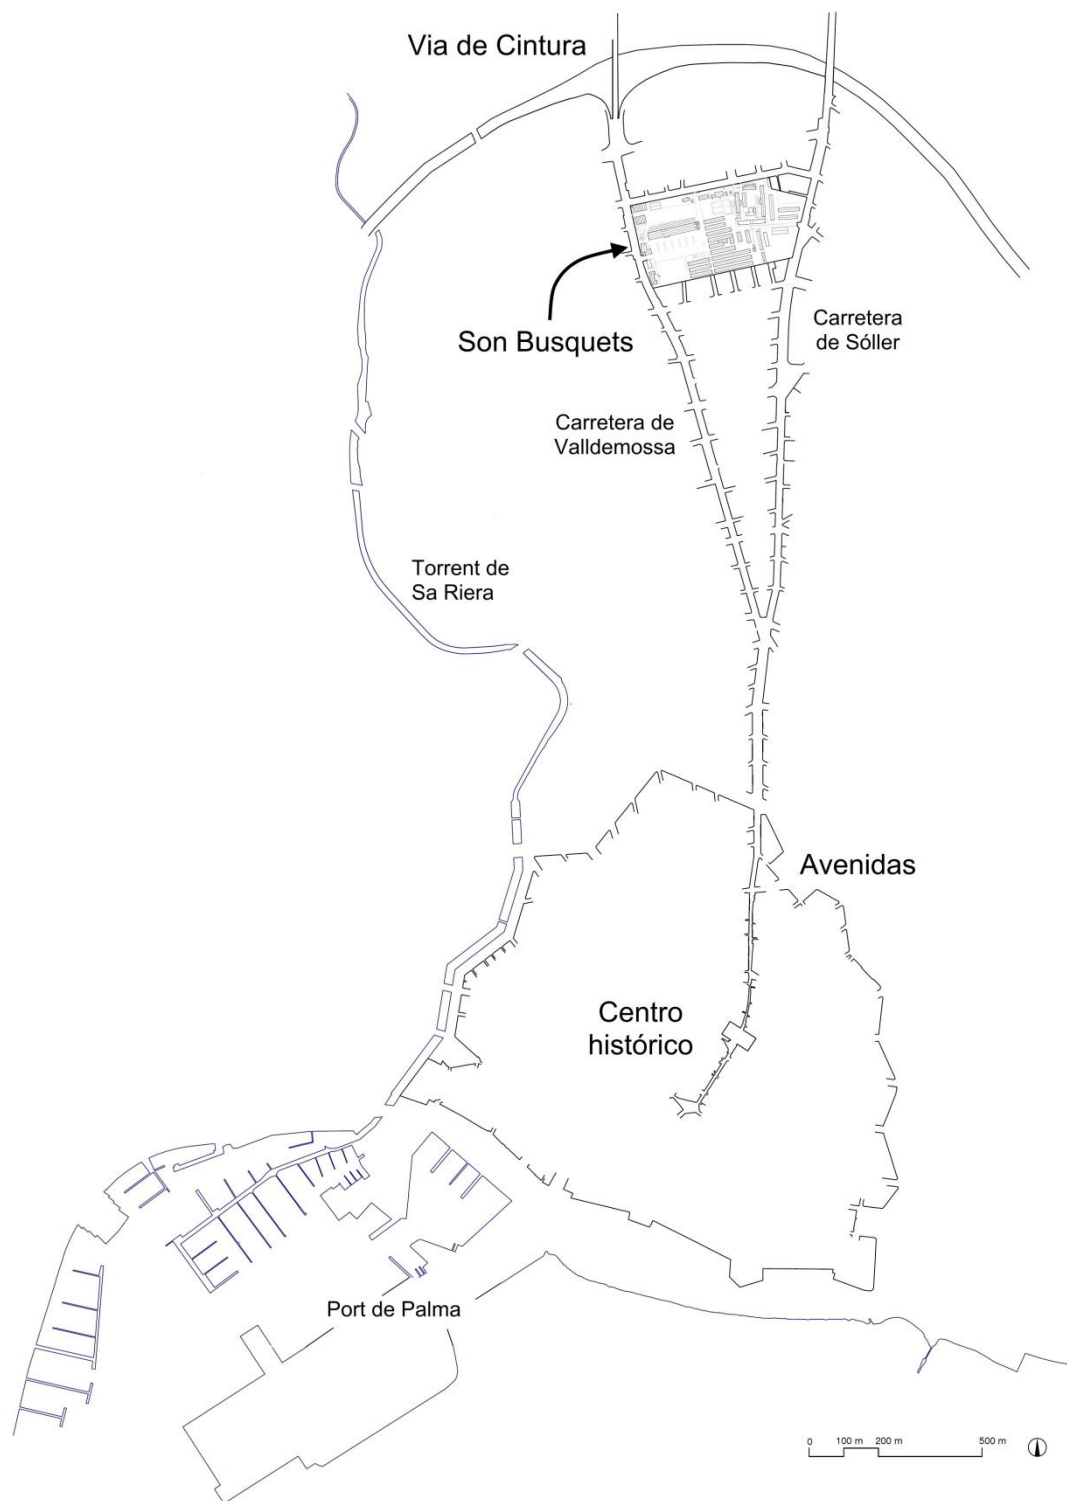 Via de Cintura
Son Busquets
Carretera
de Sóller
Carretera de
Valldemossa
Torrent de
Sa Riera
Avenidas
Centro
histórico
Port de Palma
0 100 m 200 m 500 m